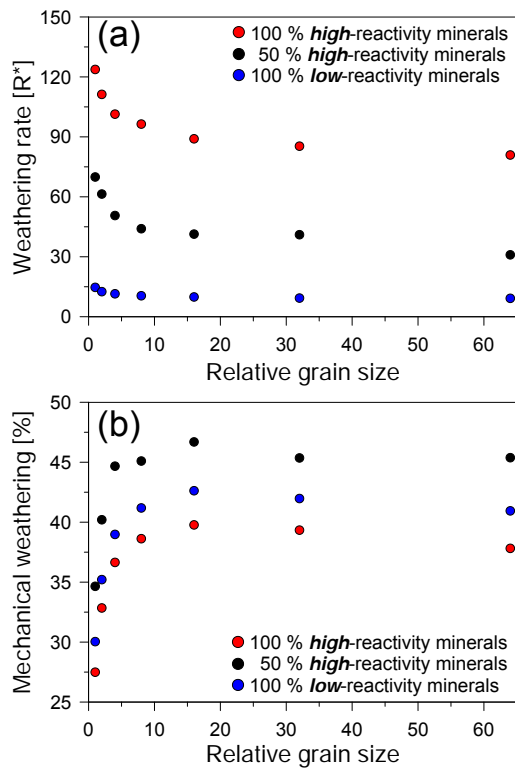 (a)
100 % high-reactivity minerals
50 % high-reactivity minerals
100 % low-reactivity minerals
Weathering rate [R*]
150
120
90
60
30
0
0 10 20 30 40 50 60
Relative grain size
(b)
Mechanical weathering [%]
50
45
40
35
30
25
100 % high-reactivity minerals
50 % high-reactivity minerals
100 % low-reactivity minerals
0 10 20 30 40 50 60
Relative grain size